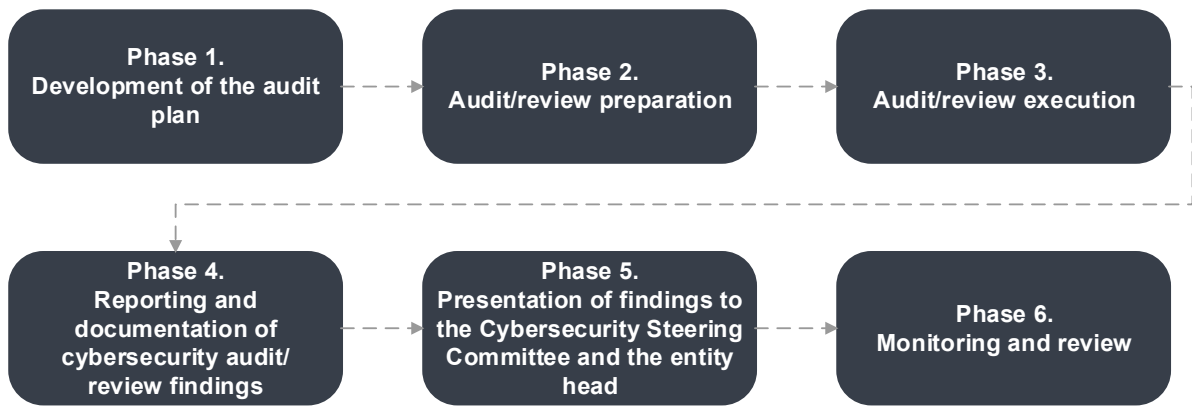 Phase 1.
Development of the audit
plan
Phase 2.
Audit/review preparation
Phase 3.
Audit/review execution
Phase 4.
Reporting and
documentation of
cybersecurity audit/
review findings
Phase 5.
Presentation of findings to
the Cybersecurity Steering
Committee and the entity
head
Phase 6.
Monitoring and review